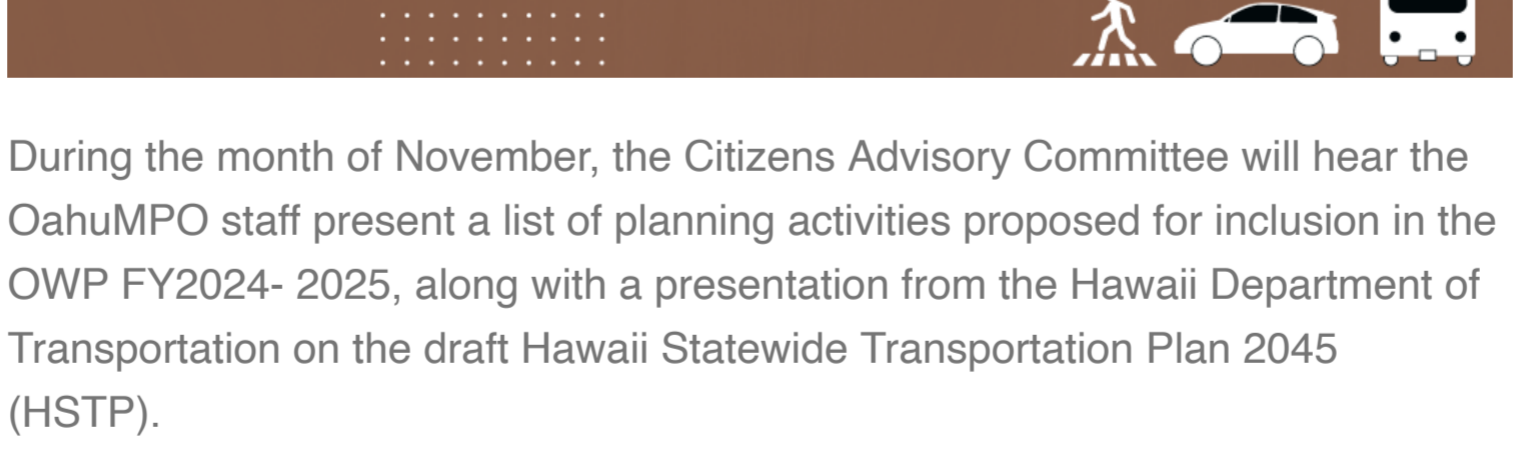 During the month of November, the Citizens Advisory Committee will hear the
OahuMPO staff present a list of planning activities proposed for inclusion in the
OWP FY2024- 2025, along with a presentation from the Hawaii Department of
Transportation on the draft Hawaii Statewide Transportation Plan 2045
(HSTP).